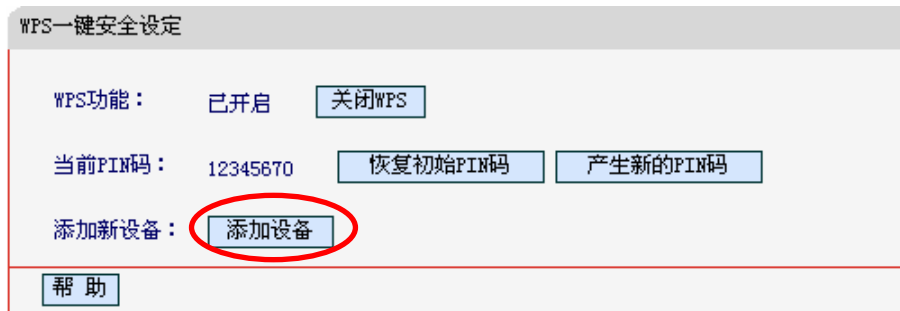 WPS一键安全设定
WPS功能： 已开启 关闭WPS
当前PIN码： 12345670 恢复初始PIN码 产生新的PIN码
添加新设备： 添加设备
帮 助